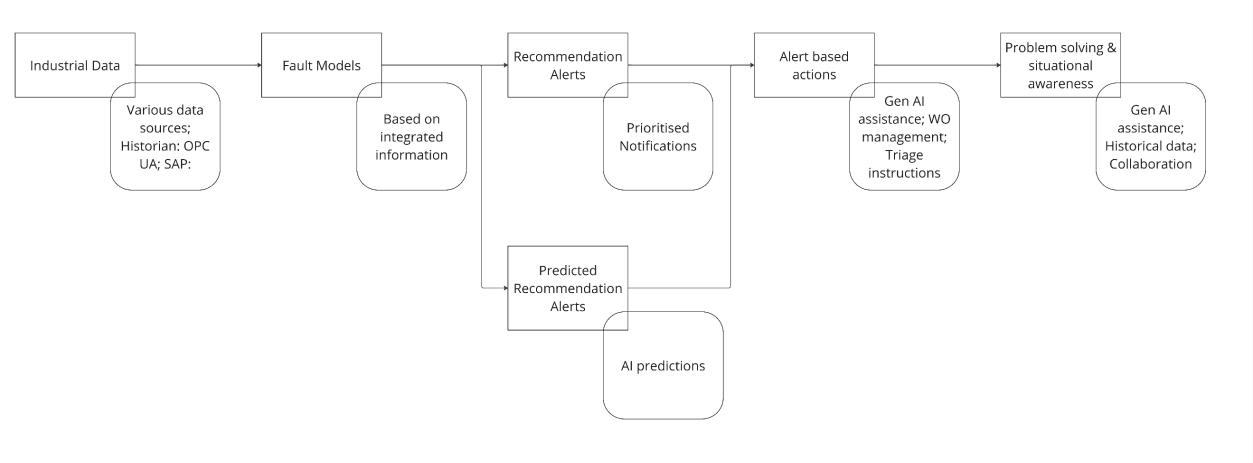 Industrial Data
Various data
sources;
Historian: OPC
UA; SAP:
Fault Models
Based on
integrated
information
Recommendation
Alerts
Prioritised
Notifications
Predicted
Recommendation
Alerts
AI predictions
Alert based
actions
Gen AI
assistance; WO
management;
Triage
instructions
Problem solving &
situational
awareness
Gen AI
assistance;
Historical data;
Collaboration